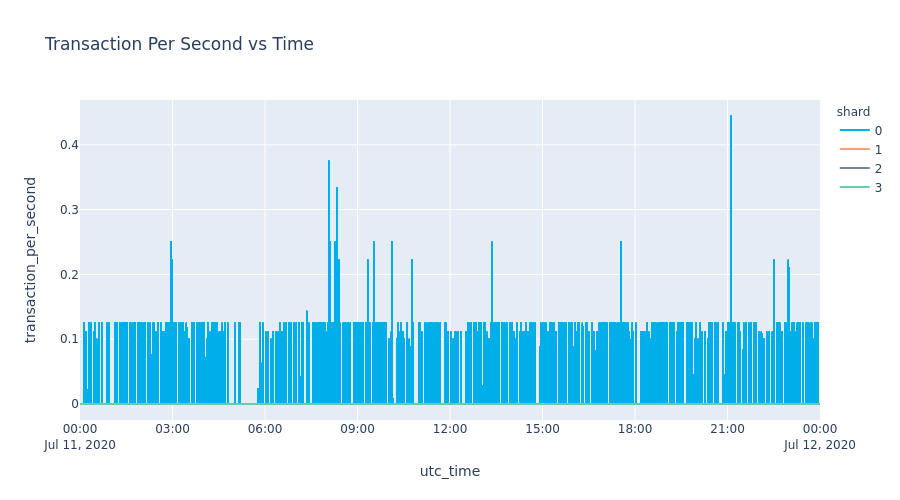 Transaction Per Second vs Time
shard
0
1
2
3
transaction_per_second
0.4
0.3
0.2
0.1
0
00:00 03:00 06:00 09:00 12:00 15:00 18:00 21:00 00:00
Jul 11, 2020 Jul 12, 2020
utc_time